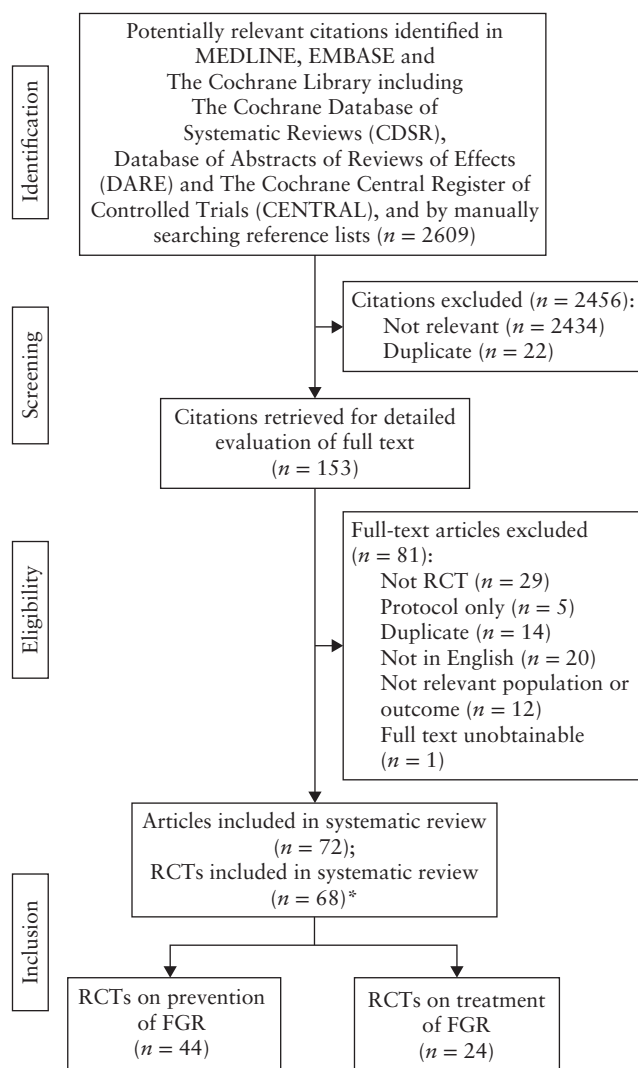 Identification
Potentially relevant citations identified in
MEDLINE, EMBASE and
The Cochrane Library including
The Cochrane Database of
Systematic Reviews (CDSR),
Database of Abstracts of Reviews of Effects
(DARE) and The Cochrane Central Register of
Controlled Trials (CENTRAL), and by manually
searching reference lists (n = 2609)
Screening
Citations excluded (n = 2456):
Not relevant (n = 2434)
Duplicate (n = 22)
Citations retrieved for detailed
evaluation of full text
(n = 153)
Eligibility
Full-text articles excluded
(n = 81):
Not RCT (n = 29)
Protocol only (n = 5)
Duplicate (n = 14)
Not in English (n = 20)
Not relevant population or
outcome (n = 12)
Full text unobtainable
(n = 1)
Inclusion
Articles included in systematic review
(n = 72);
RCTs included in systematic review
(n = 68)*
RCTs on prevention
of FGR
(n = 44)
RCTs on treatment
of FGR
(n = 24)